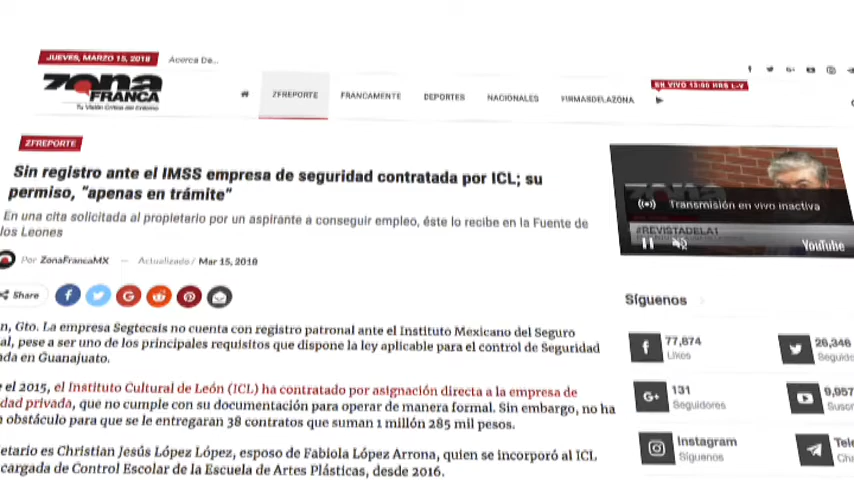 JUEVES, MARZO 15, 2018
Acerca De...
ZONA FRANCA
Tu Visión Crítica del Entorno
ZFREPORTE
FRANCAMENTE
DEPORTES
NACIONALES
FIRMASDELAZONA
EN VIVO 13:00 HRS L-V
ZFREPORTE
Sin registro ante el IMSS empresa de seguridad contratada por ICL; su
permiso, "apenas en trámite"
En una cita solicitada al propietario por un aspirante a conseguir empleo, éste lo recibe en la Fuente de
los Leones
Por ZonaFrancaMX — Actualizado / Mar 15, 2018
Share
n, Gto. La empresa Segtecsis no cuenta con registro patronal ante el Instituto Mexicano del Seguro
al, pese a ser uno de los principales requisitos que dispone la ley aplicable para el control de Seguridad
ada en Guanajuato.
e el 2015, el Instituto Cultural de León (ICL) ha contratado por asignación directa a la empresa de
dad privada, que no cumple con su documentación para operar de manera formal. Sin embargo, no ha
obstáculo para que se le entregaran 38 contratos que suman 1 millón 285 mil pesos.
etario es Christian Jesús López López, esposo de Fabiola López Arrona, quien se incorporó al ICL
cargada de Control Escolar de la Escuela de Artes Plásticas, desde 2016.
Transmisión en vivo inactiva
#REVISTADELA1
YouTube
Síguenos
77,874
Likes
26,346
Seguido
131
Seguidores
9,957
Suscr
Instagram
Síguenos
Tele